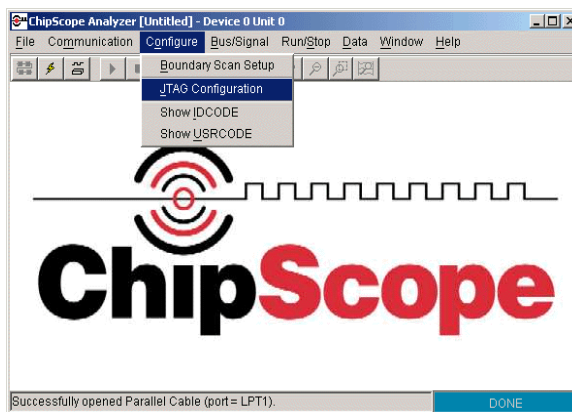 ChipScope Analyzer [Untitled] - Device 0 Unit 0
File Communication Configure Bus/Signal Run/Stop Data Window Help
Boundary Scan Setup
JTAG Configuration
Show IDCODE
Show USRCODE
ChipScope
Successfully opened Parallel Cable (port = LPT1). DONE